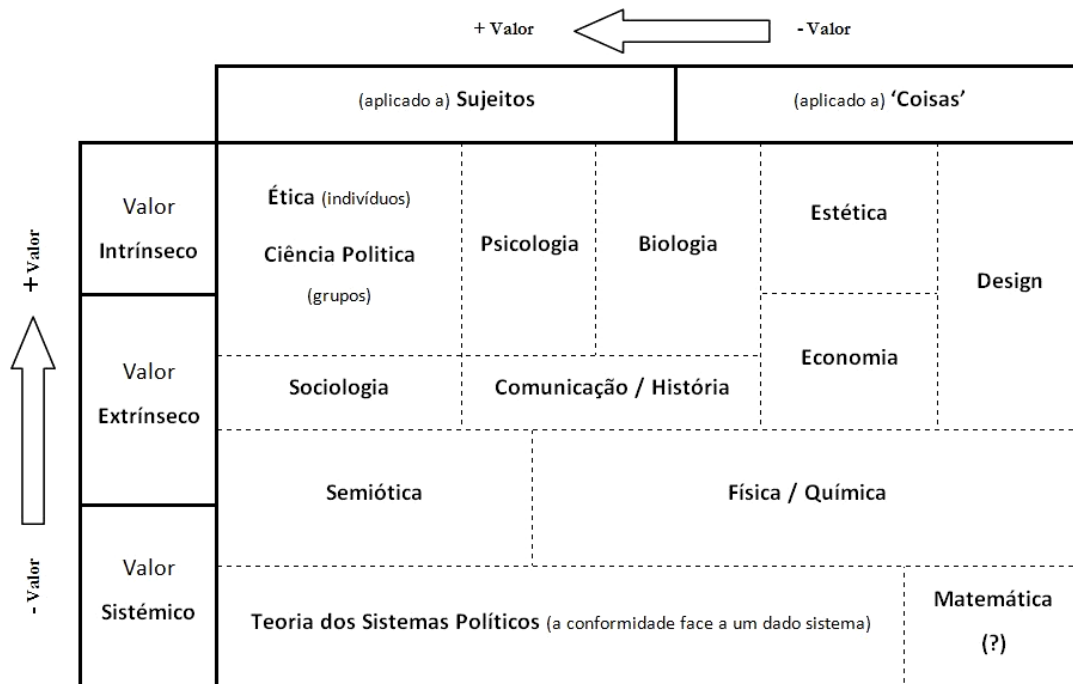 + Valor - Valor
(aplicado a) Sujeitos (aplicado a) ‘Coisas’
Valor
Intrínseco
Ética (indivíduos)
Ciência Politica
(grupos)
Psicologia
Biologia
Estética
Design
+ Valor
Valor
Extrínseco
Economia
Sociologia
Comunicação / História
Semiótica
Física / Química
- Valor
Valor
Sistémico
Teoria dos Sistemas Políticos (a conformidade face a um dado sistema)
Matemática
(?)